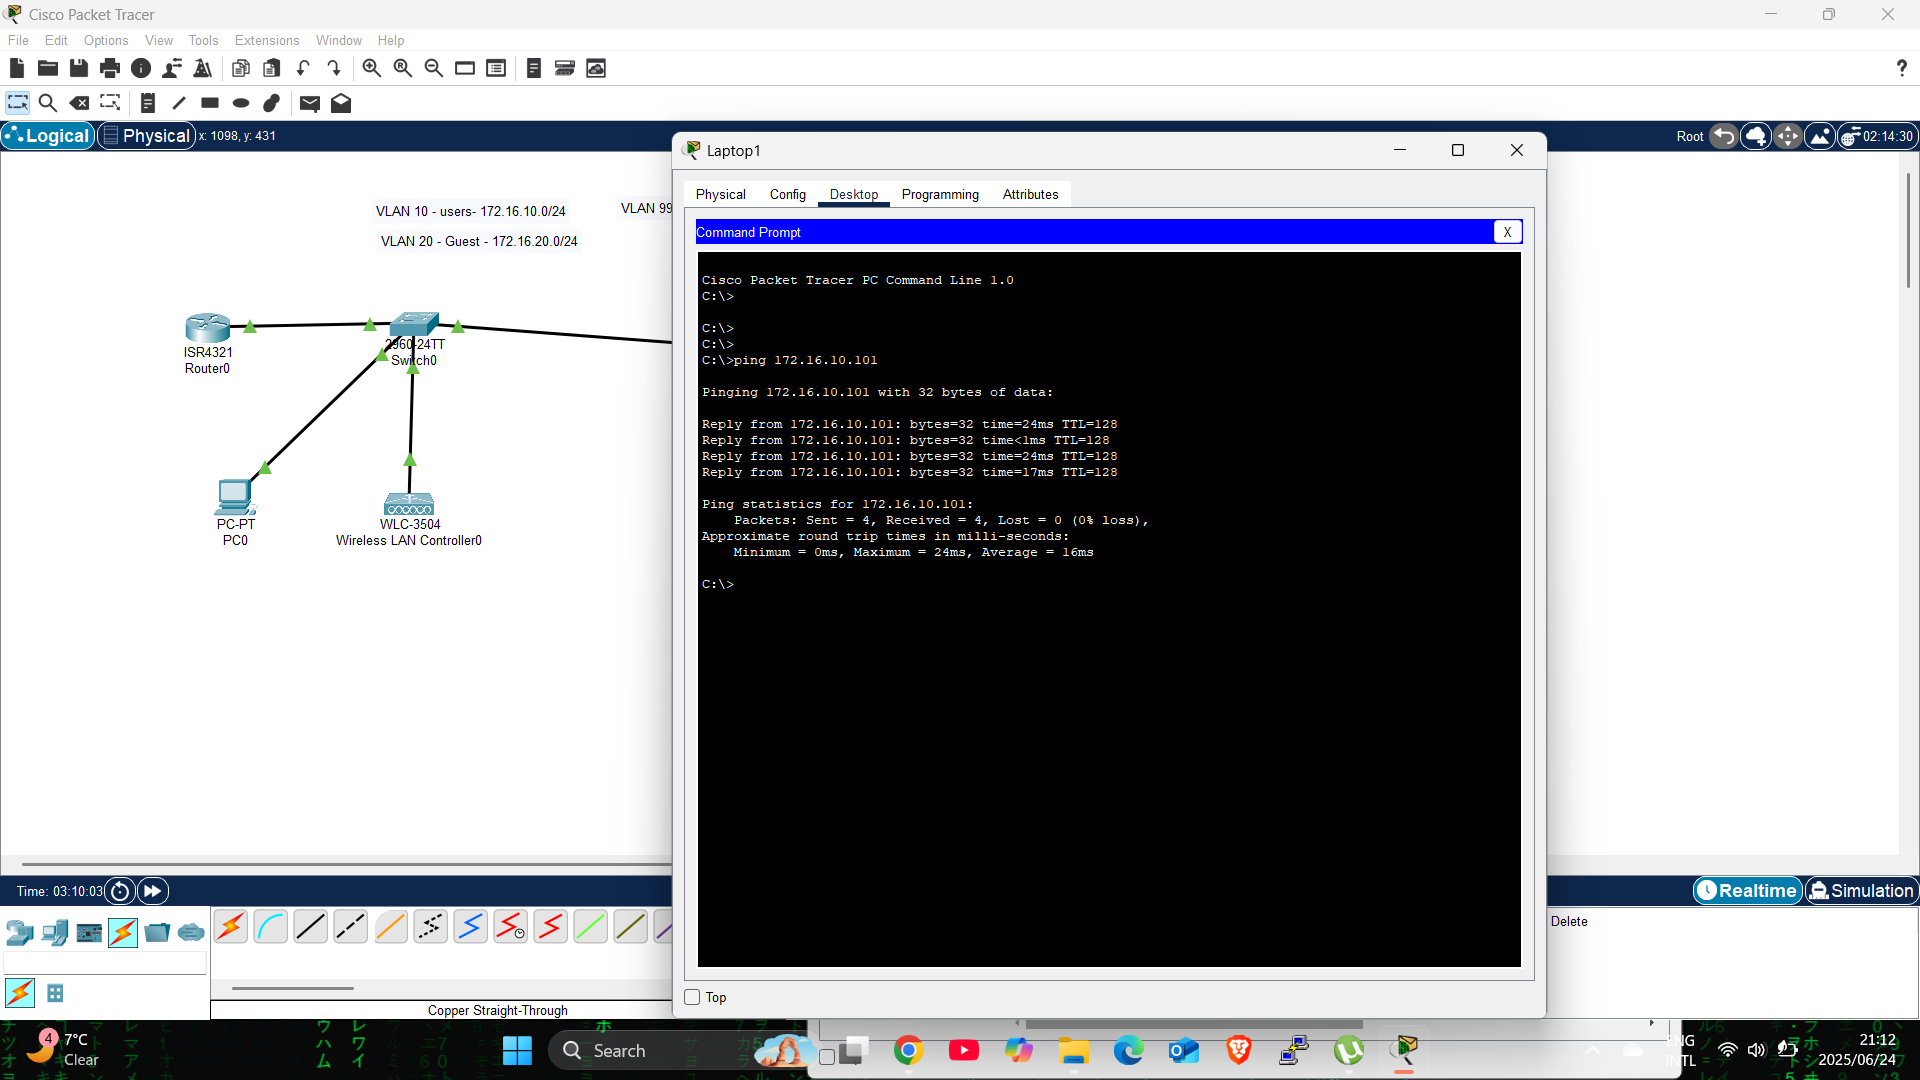 Cisco Packet Tracer
File Edit Options View Tools Extensions Window Help
?
Logical Physical x: 1098, y: 431
Root 02:14:30
VLAN 10 - users- 172.16.10.0/24
VLAN 99
VLAN 20 - Guest - 172.16.20.0/24
ISR4321
Router0
2960-24TT
Switch0
PC-PT
PC0
WLC-3504
Wireless LAN Controller0
Laptop1
Physical Config Desktop Programming Attributes
Command Prompt
X
Cisco Packet Tracer PC Command Line 1.0
C:\>
C:\>
C:\>
C:\>ping 172.16.10.101
Pinging 172.16.10.101 with 32 bytes of data:
Reply from 172.16.10.101: bytes=32 time=24ms TTL=128
Reply from 172.16.10.101: bytes=32 time<1ms TTL=128
Reply from 172.16.10.101: bytes=32 time=24ms TTL=128
Reply from 172.16.10.101: bytes=32 time=17ms TTL=128
Ping statistics for 172.16.10.101:
Packets: Sent = 4, Received = 4, Lost = 0 (0% loss),
Approximate round trip times in milli-seconds:
Minimum = 0ms, Maximum = 24ms, Average = 16ms
C:\>
Top
Time: 03:10:03
Realtime Simulation
Delete
Copper Straight-Through
4
7°C
Clear
Search
ENG
INTL
21:12
2025/06/24